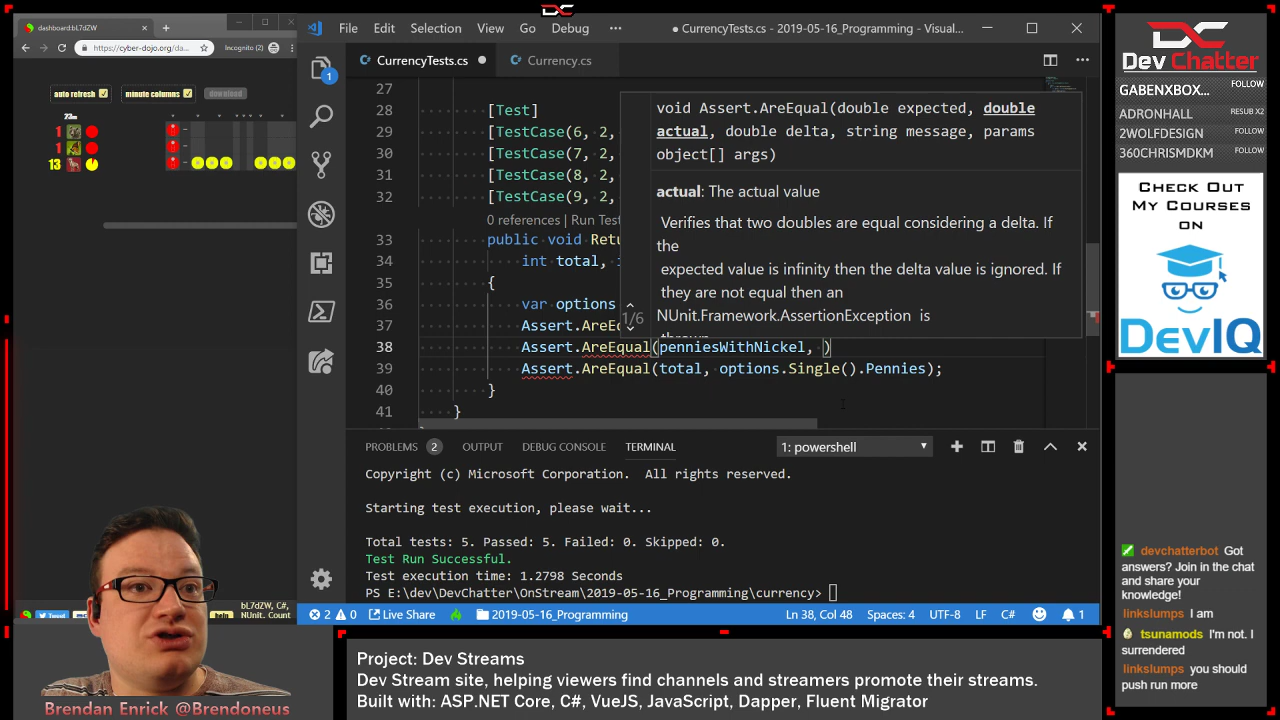 DC
dashboard:bL7dZW
https://cyber-dojo.org/da...
Incognito (2)
auto refresh
minute columns
download
23m
1
1
13
File Edit Selection View Go Debug ...
● CurrencyTests.cs - 2019-05-16_Programming - Visual...
CurrencyTests.cs
Currency.cs
27
28 [Test]
29 [TestCase(6, 2,
30 [TestCase(7, 2,
31 [TestCase(8, 2,
32 [TestCase(9, 2,
0 references | Run Test
33 public void Retu
34 int total, i
35 {
36 var options
37 Assert.AreEq
38 Assert.AreEqual(penniesWithNickel, )
39 Assert.AreEqual(total, options.Single().Pennies);
40 }
41 }
1/6
void Assert.AreEqual(double expected, double
actual, double delta, string message, params
object[] args)
actual: The actual value
Verifies that two doubles are equal considering a delta. If
the
expected value is infinity then the delta value is ignored. If
they are not equal then an
NUnit.Framework.AssertionException is
thrown
PROBLEMS 2 OUTPUT DEBUG CONSOLE TERMINAL 1: powershell
Copyright (c) Microsoft Corporation. All rights reserved.
Starting test execution, please wait...
Total tests: 5. Passed: 5. Failed: 0. Skipped: 0.
Test Run Successful.
Test execution time: 1.2798 Seconds
PS E:\dev\DevChatter\OnStream\2019-05-16_Programming\currency>
2 0 Live Share 2019-05-16_Programming Ln 38, Col 48 Spaces: 4 UTF-8 LF C# 1
Tweet
help
bL7dZW, C#,
NUnit, Count
Brendan Enrick @Brendoneus
Project: Dev Streams
Dev Stream site, helping viewers find channels and streamers promote their streams.
Built with: ASP.NET Core, C#, VueJS, JavaScript, Dapper, Fluent Migrator
DC
Dev Chatter
GABENXBOX... FOLLOW
ADRONHALL RESUB X2
2WOLFDESIGN FOLLOW
360CHRISMDKM FOLLOW
CHECK OUT
MY COURSES
ON
DevIQ
devchatterbot Got
answers? Join in the chat
and share your
knowledge!
linkslumps I am
tsunamods I'm not. I
surrendered
linkslumps you should
push run more